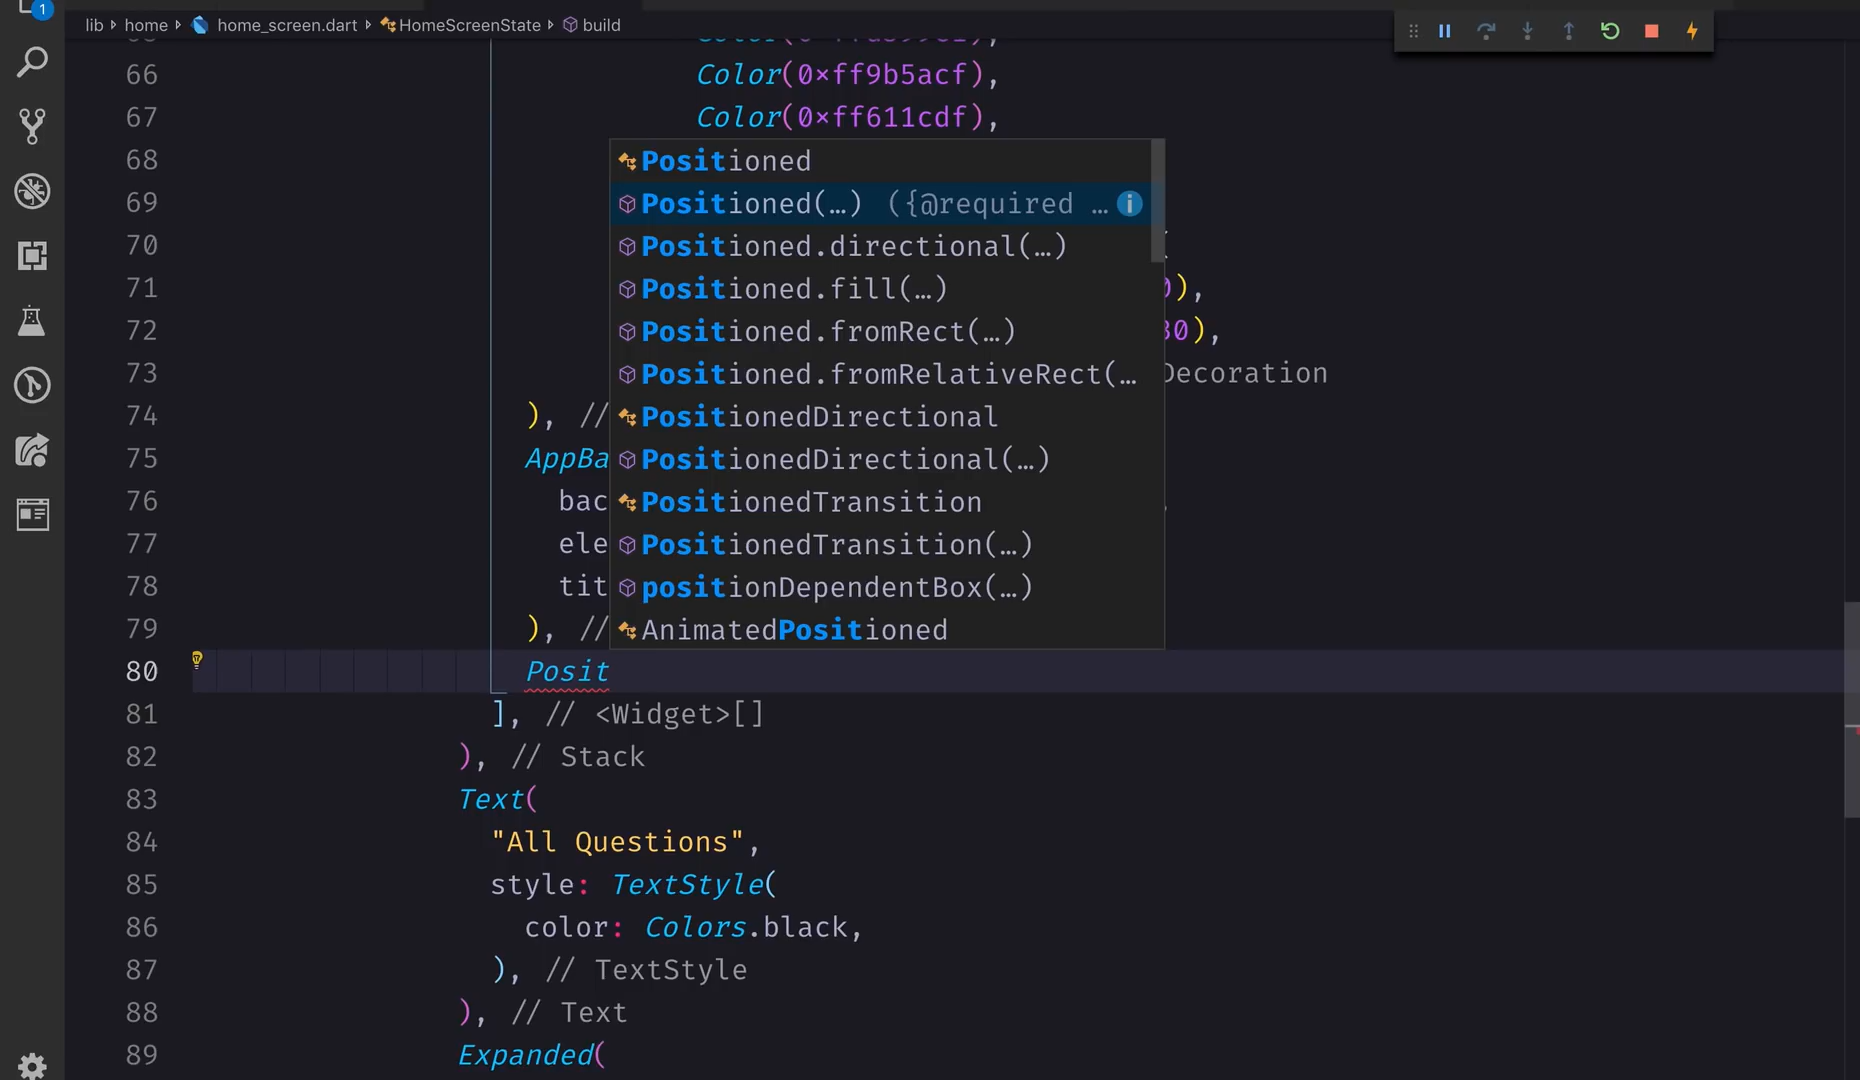 1
lib home home_screen.dart HomeScreenState build
66 Color(0xff9b5acf),
67 Color(0xff611cdf),
68 Positioned
69 Positioned(…) ({@required …
70 Positioned.directional(…)
71 Positioned.fill(…) ),
72 Positioned.fromRect(…) 30),
73 Positioned.fromRelativeRect(… Decoration
74 ), // PositionedDirectional
75 AppBa PositionedDirectional(…)
76 bac PositionedTransition
77 ele PositionedTransition(…)
78 tit positionDependentBox(…)
79 ), // AnimatedPositioned
80 Posit
81 ], // <Widget>[]
82 ), // Stack
83 Text(
84 "All Questions",
85 style: TextStyle(
86 color: Colors.black,
87 ), // TextStyle
88 ), // Text
89 Expanded(